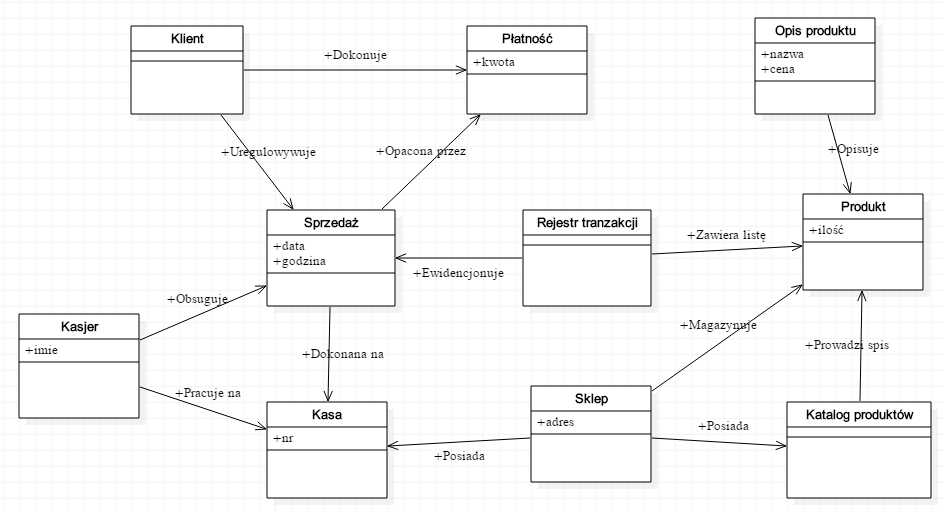 Klient
Płatność
+kwota
Opis produktu
+nazwa
+cena
+Dokonuje
+Uregulowywuje
+Opacona przez
+Opisuje
Sprzedaż
+data
+godzina
Rejestr tranzakcji
Produkt
+ilość
+Zawiera listę
+Ewidencjonuje
+Obsuguje
Kasjer
+imie
+Magazynuje
+Dokonana na
+Prowadzi spis
+Pracuje na
Kasa
+nr
Sklep
+adres
Katalog produktów
+Posiada
+Posiada